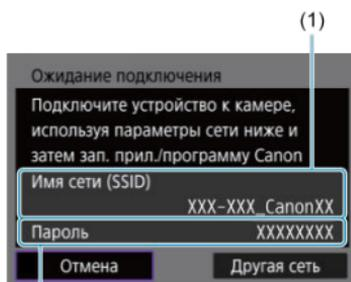 (1)
Ожидание подключения
Подключите устройство к камере,
используя параметры сети ниже и
затем зап. прил./программу Canon
Имя сети (SSID)
XXX-XXX_CanonXX
Пароль XXXXXXXX
Отмена Другая сеть